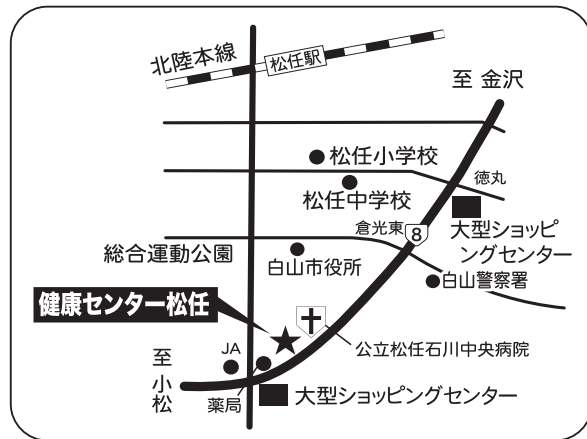 北陸本線
松任駅
至 金沢
松任小学校
徳丸
松任中学校
倉光東
8
大型ショッピ
ングセンター
総合運動公園
白山市役所
白山警察署
健康センター松任
JA
公立松任石川中央病院
至
小
松
薬局
大型ショッピングセンター